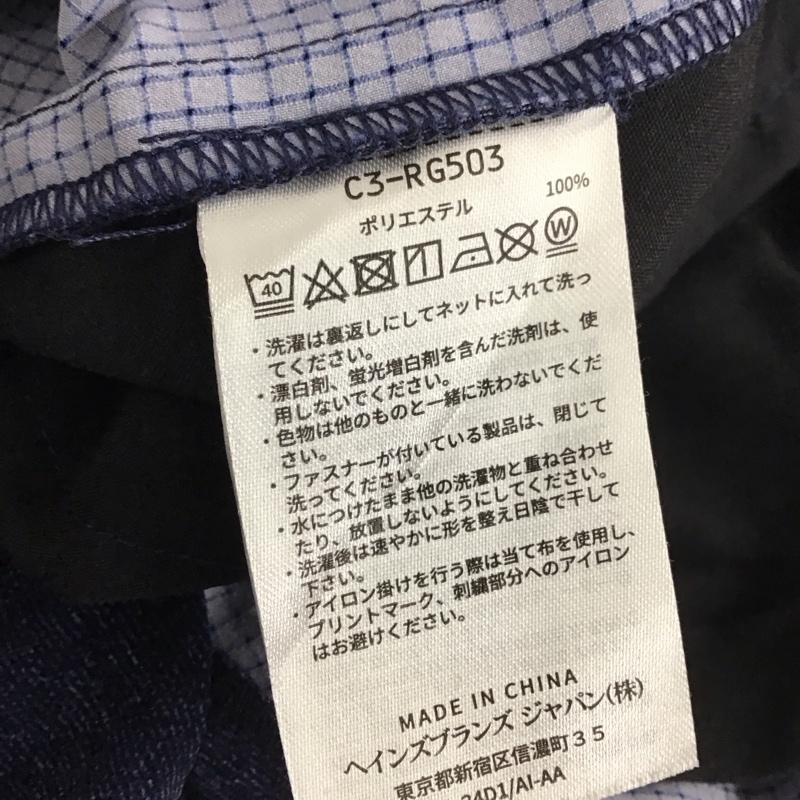 C3-RG503
ポリエステル 100%
40 W
・洗濯は裏返しにしてネットに入れて洗っ
てください。
・漂白剤、蛍光増白剤を含んだ洗剤は、使
用しないでください。
・色物は他のものと一緒に洗わないでくだ
さい。
・ファスナーが付いている製品は、閉じて
洗ってください。
・水につけたまま他の洗濯物と重ね合わせ
たり、放置しないようにしてください。
・洗濯後は速やかに形を整え日陰で干して
下さい。
・アイロン掛けを行う際は当て布を使用し、
プリントマーク、刺繍部分へのアイロン
はお避けください。
MADE IN CHINA
ヘインズブランズ ジャパン(株)
東京都新宿区信濃町３５
24D1/AI-AA